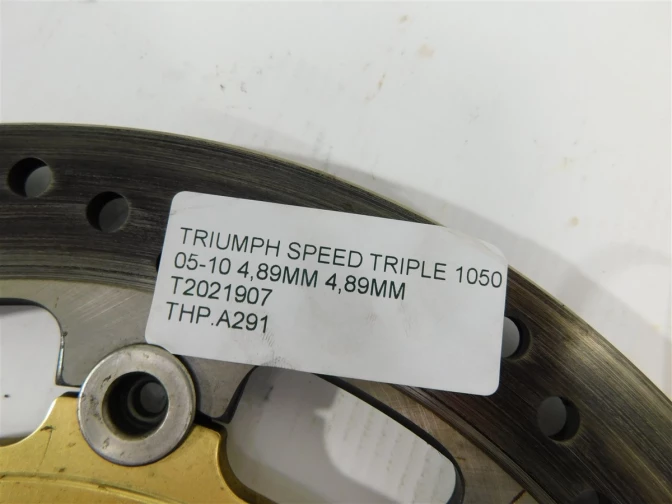 TRIUMPH SPEED TRIPLE 1050
05-10 4,89MM 4,89MM
T2021907
THP.A291